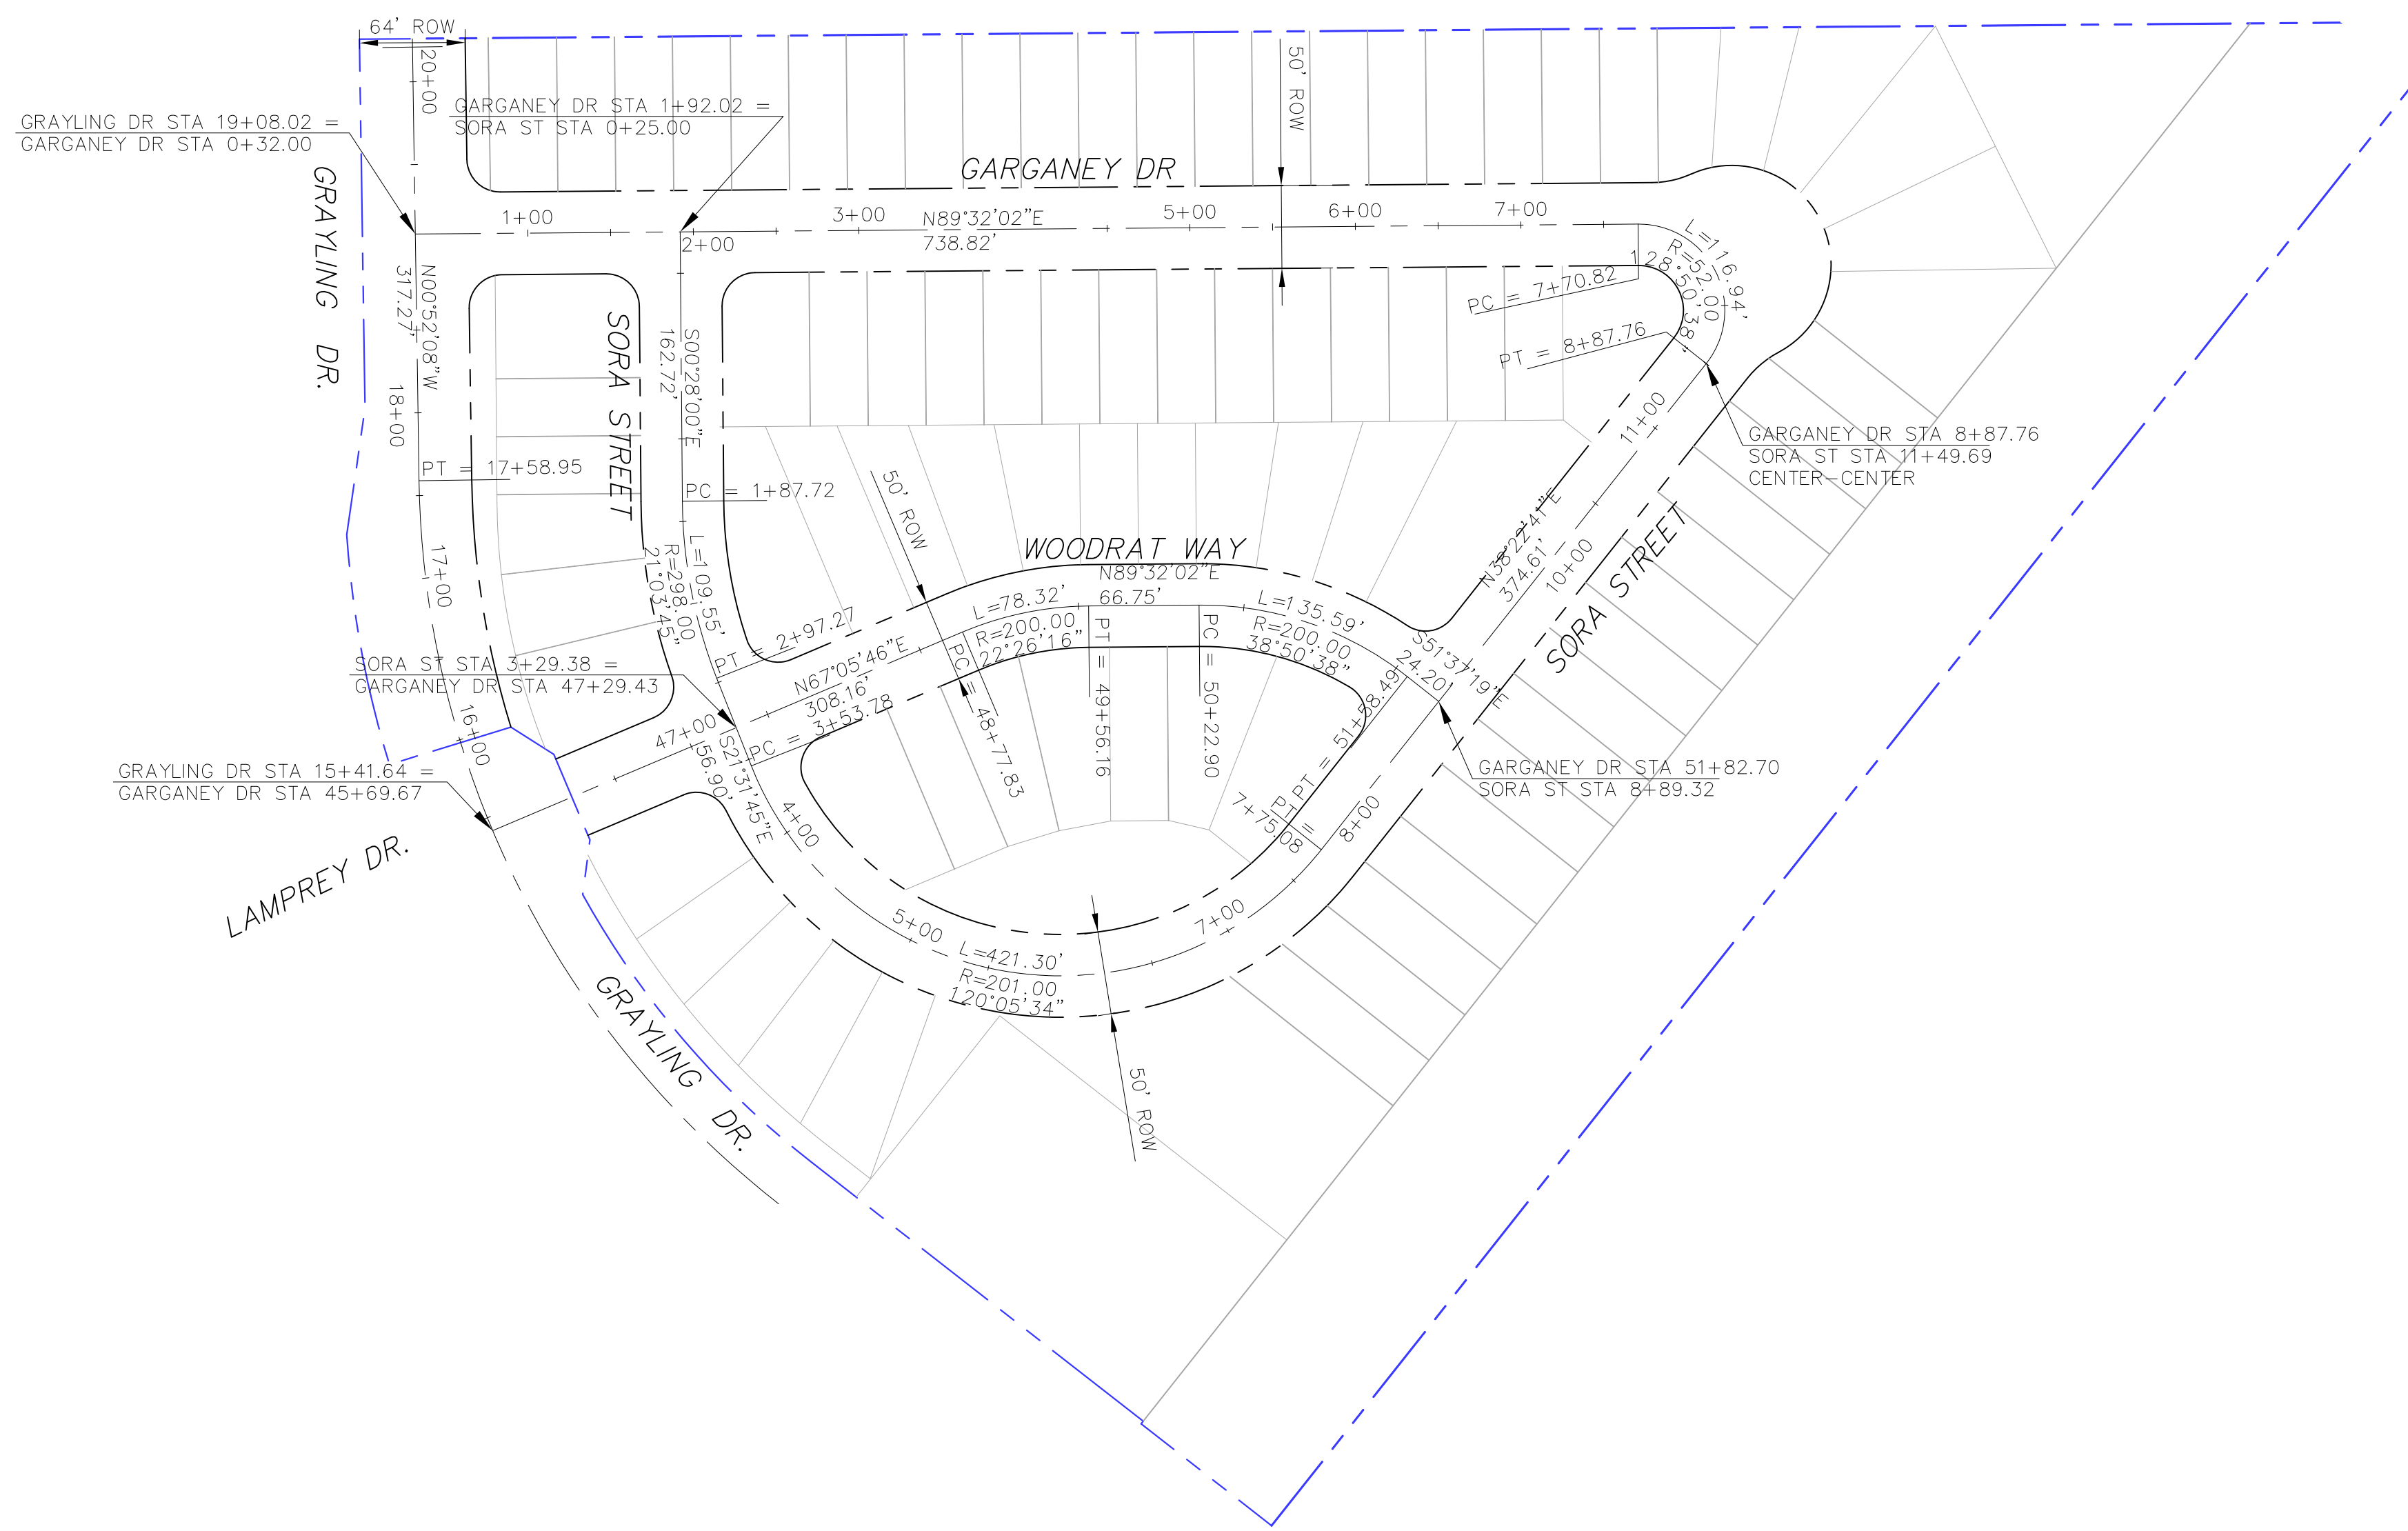 64' ROW
20+00
GRAYLING DR STA 19+08.02 =
GARGANEY DR STA 0+32.00
GARGANEY DR STA 1+92.02 =
SORA ST STA 0+25.00
50' ROW
GARGANEY DR
GRAYLING DR.
1+00
2+00
3+00
N89°32'02"E
738.82'
5+00
6+00
7+00
L=116.94'
R=52.00
128°50'38"
PC = 7+70.82
PT = 8+87.76
N00°52'08"W
317.27'
18+00
SORA STREET
S00°28'00"E
162.72'
PT = 17+58.95
PC = 1+87.72
11+00
GARGANEY DR STA 8+87.76
SORA ST STA 11+49.69
CENTER-CENTER
50' ROW
17+00
L=109.55'
R=298.00
21°03'45"
WOODRAT WAY
N89°32'02"E
66.75'
N38°22'41"E
374.61'
10+00
SORA STREET
PT = 2+97.27
L=78.32'
R=200.00
22°26'16"
L=135.59'
R=200.00
38°50'38"
S51°37'19"E
24.20'
SORA ST STA 3+29.38 =
GARGANEY DR STA 47+29.43
N67°05'46"E
308.16'
PC = 3+53.78
PC = 48+77.83
PT = 49+56.16
PC = 50+22.90
PT = 51+58.49
47+00
16+00
S21°31'45"E
56.90'
GRAYLING DR STA 15+41.64 =
GARGANEY DR STA 45+69.67
GARGANEY DR STA 51+82.70
SORA ST STA 8+89.32
4+00
PT =
7+75.08
8+00
LAMPREY DR.
5+00
7+00
L=421.30'
R=201.00
120°05'34"
GRAYLING DR.
50' ROW